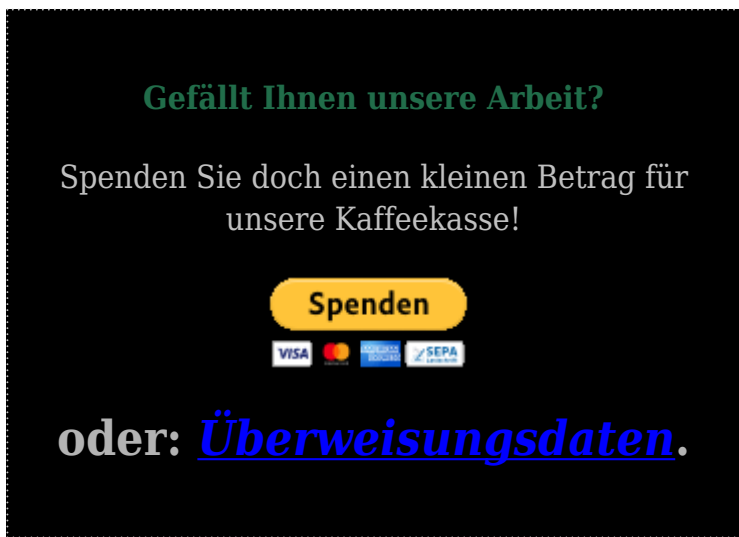 Gefällt Ihnen unsere Arbeit?
Spenden Sie doch einen kleinen Betrag für
unsere Kaffeekasse!
Spenden
VISA SEPA
oder: Überweisungsdaten.